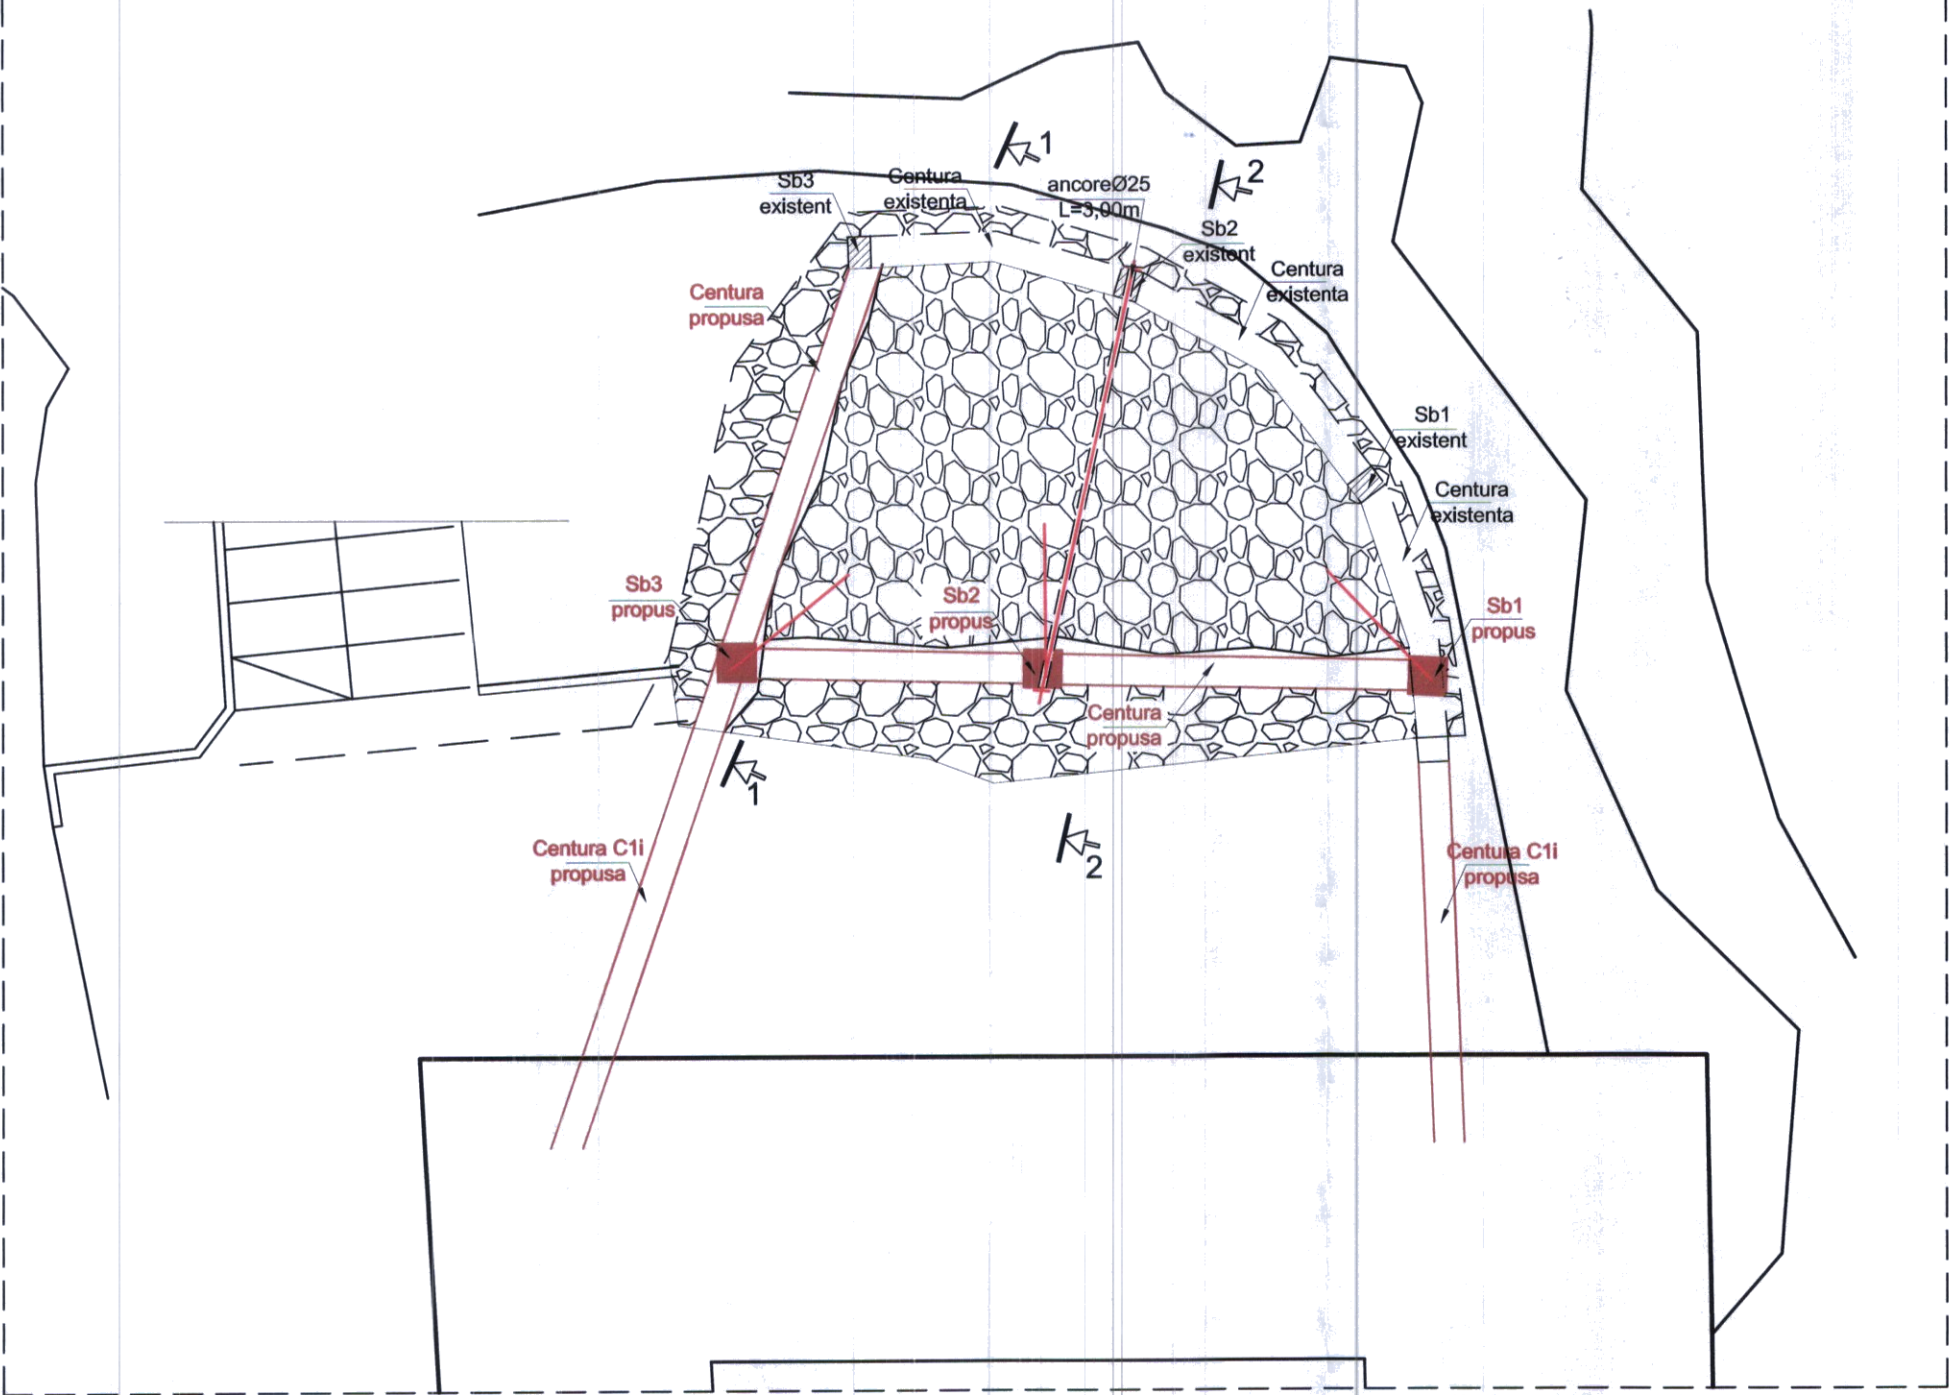 1
2
Sb3
existent
Centura
existenta
ancoreØ25
L=3,00m
Sb2
existent
Centura
existenta
Centura
propusa
Sb1
existent
Centura
existenta
Sb3
propus
Sb2
propus
Sb1
propus
Centura
propusa
1
2
Centura C1i
propusa
Centura C1i
propusa